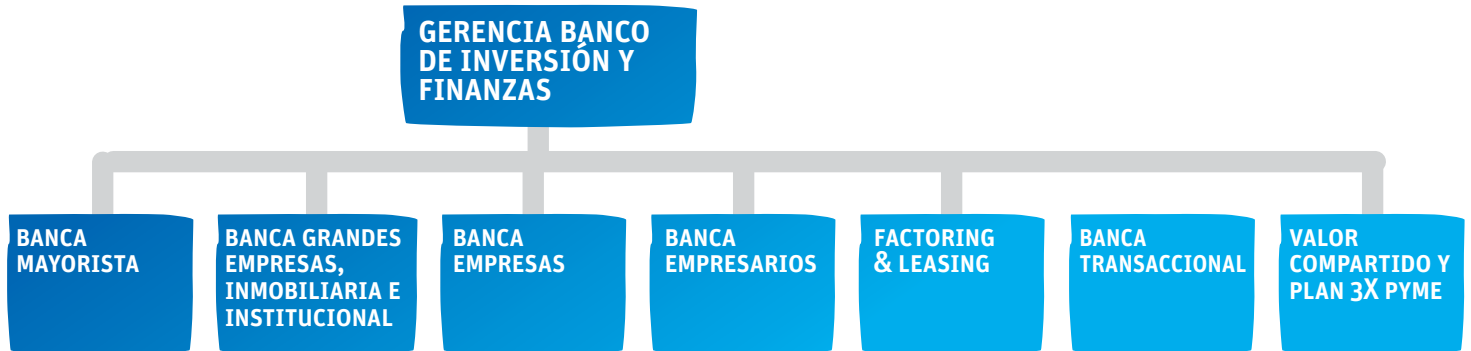 GERENCIA BANCO
DE INVERSIÓN Y
FINANZAS
BANCA
MAYORISTA
BANCA GRANDES
EMPRESAS,
INMOBILIARIA E
INSTITUCIONAL
BANCA
EMPRESAS
BANCA
EMPRESARIOS
FACTORING
& LEASING
BANCA
TRANSACCIONAL
VALOR
COMPARTIDO Y
PLAN 3X PYME